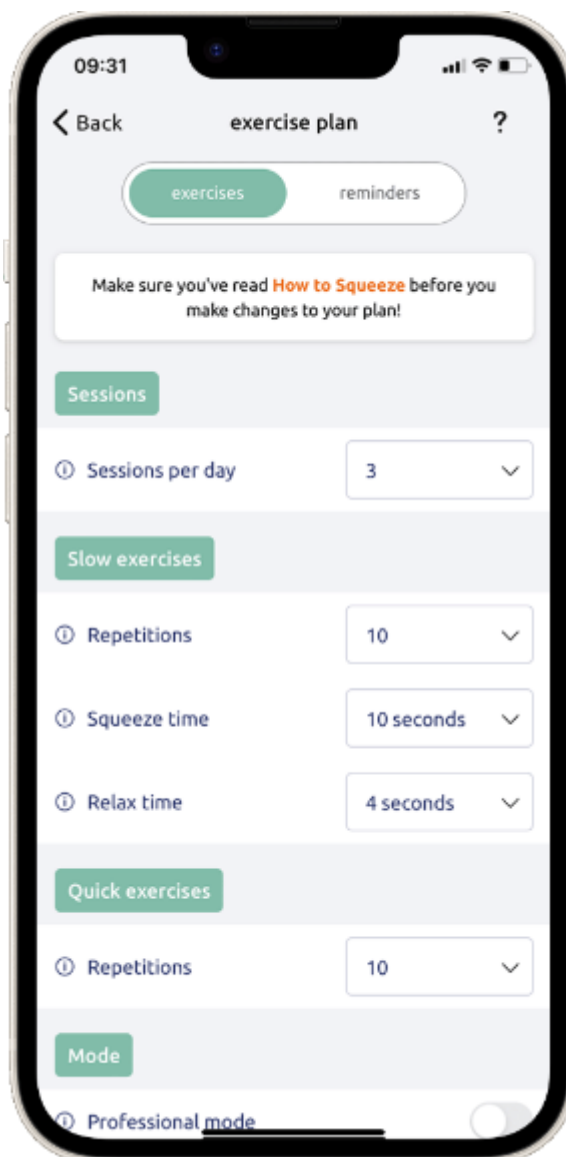 09:31
Back exercise plan ?
exercises reminders
Make sure you've read How to Squeeze before you
make changes to your plan!
Sessions
Sessions per day 3
Slow exercises
Repetitions 10
Squeeze time 10 seconds
Relax time 4 seconds
Quick exercises
Repetitions 10
Mode
Professional mode